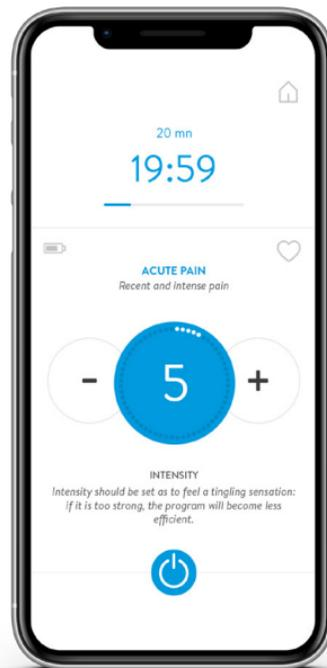 20 mn
19:59
ACUTE PAIN
Recent and intense pain
-
5
+
INTENSITY
Intensity should be set as to feel a tingling sensation:
if it is too strong, the program will become less
efficient.